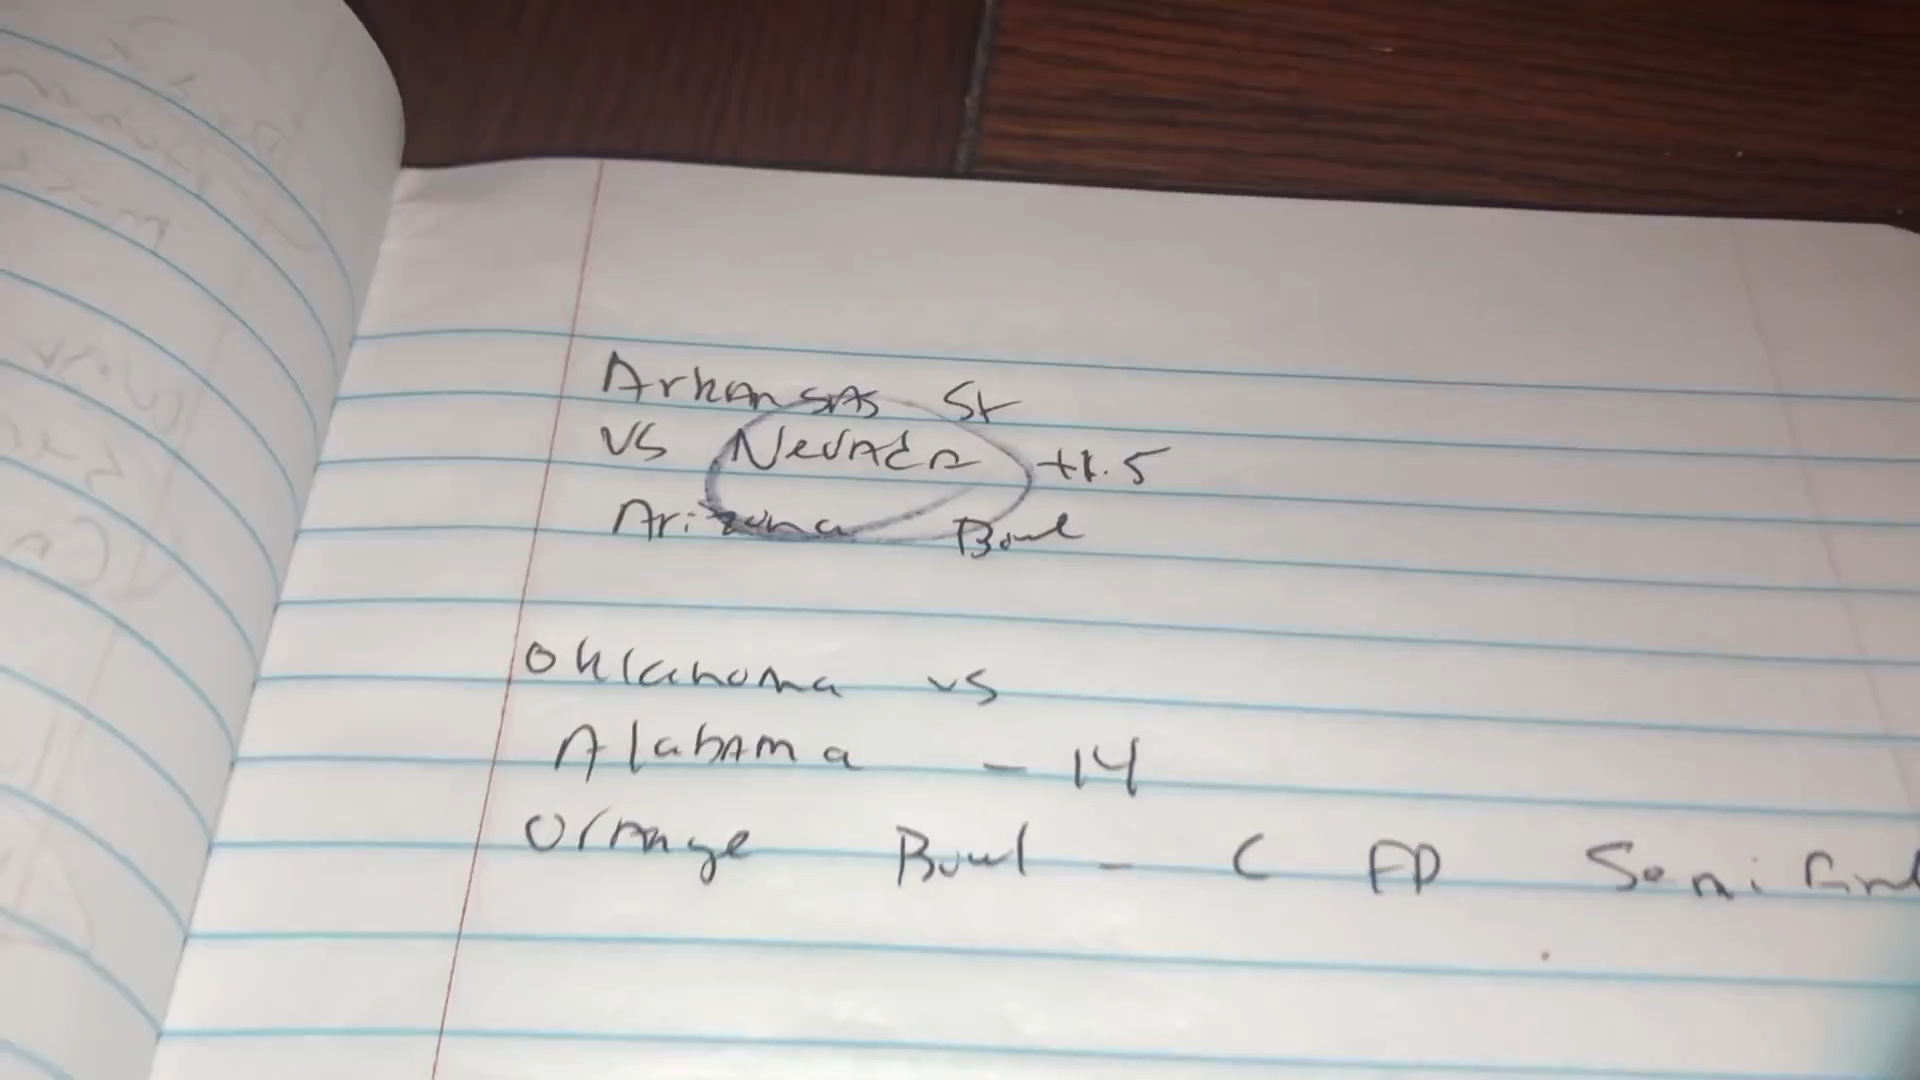 Arkansas St
vs Nevada +1.5
Arizona Bowl
Oklahoma vs
Alabama - 14
Orange Bowl - CFP Semifinal